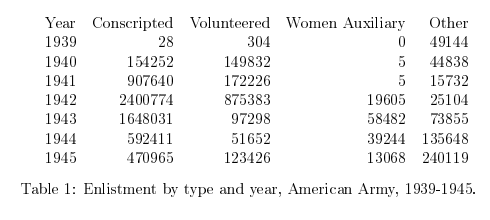 Year Conscripted Volunteered Women Auxiliary Other
1939 28 304 0 49144
1940 154252 149832 5 44838
1941 907640 172226 5 15732
1942 2400774 875383 19605 25104
1943 1648031 97298 58482 73855
1944 592411 51652 39244 135648
1945 470965 123426 13068 240119
Table 1: Enlistment by type and year, American Army, 1939-1945.